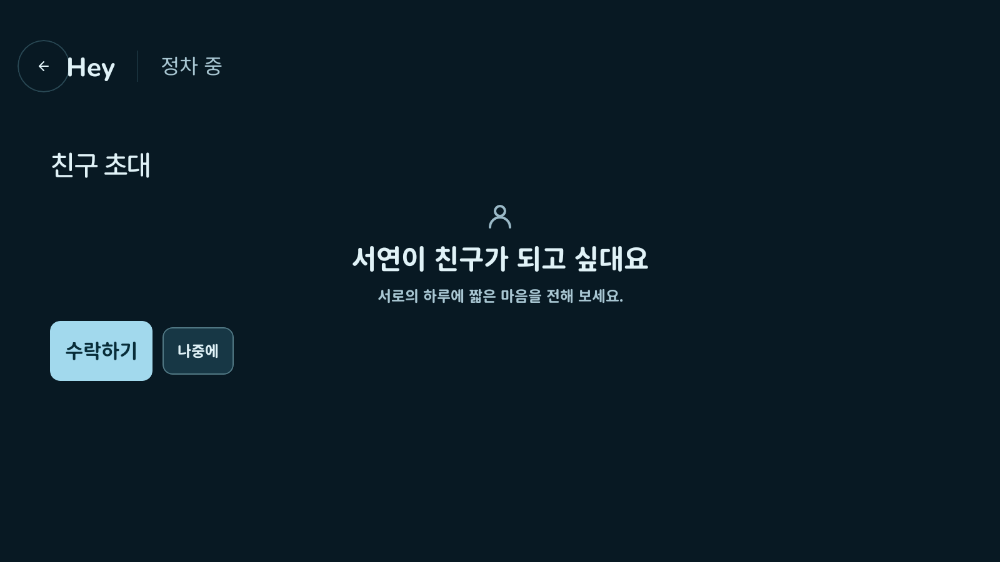 Hey
정차 중
친구 초대
서연이 친구가 되고 싶대요
서로의 하루에 짧은 마음을 전해 보세요.
수락하기
나중에